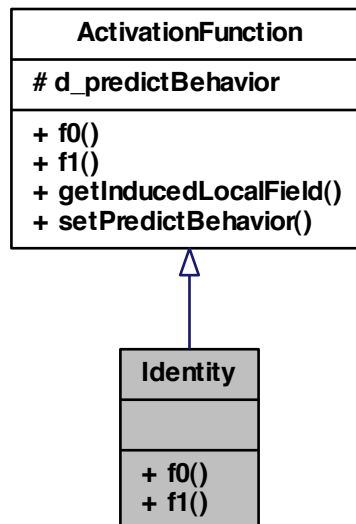 ActivationFunction
# d_predictBehavior
+ f0()
+ f1()
+ getInducedLocalField()
+ setPredictBehavior()
Identity
+ f0()
+ f1()